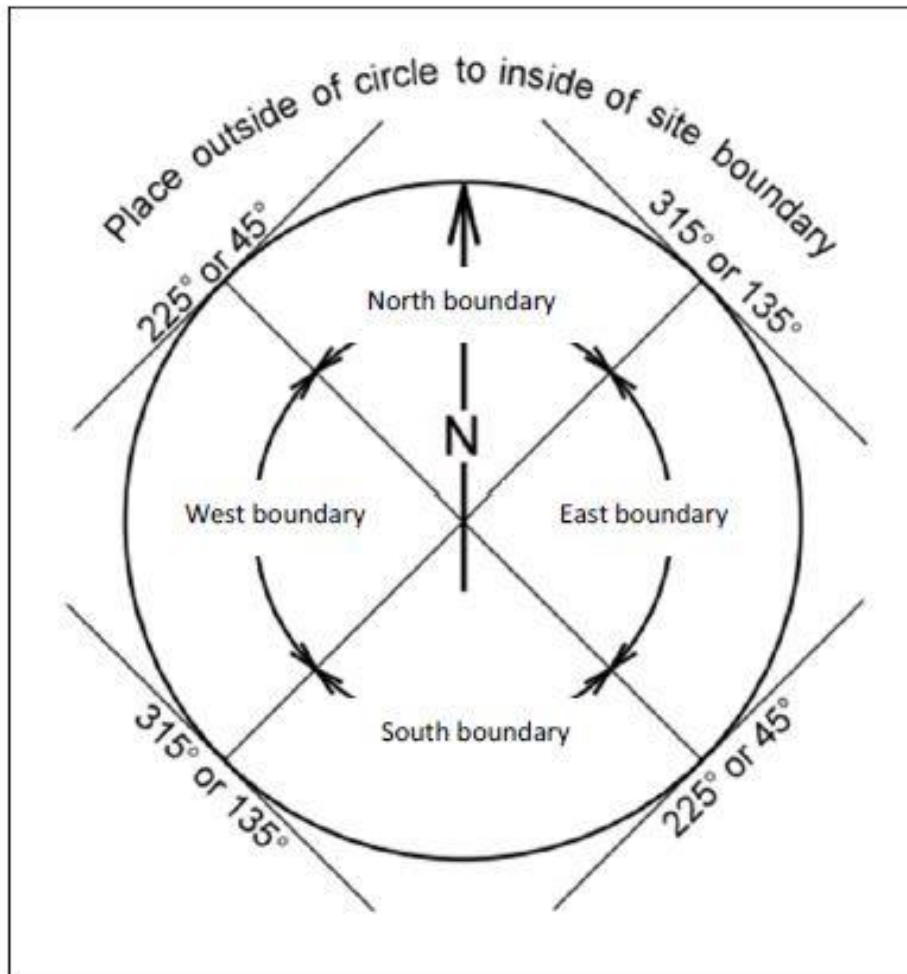 Place outside of circle to inside of site boundary
225° or 45°
315° or 135°
North boundary
N
West boundary
East boundary
South boundary
315° or 135°
225° or 45°